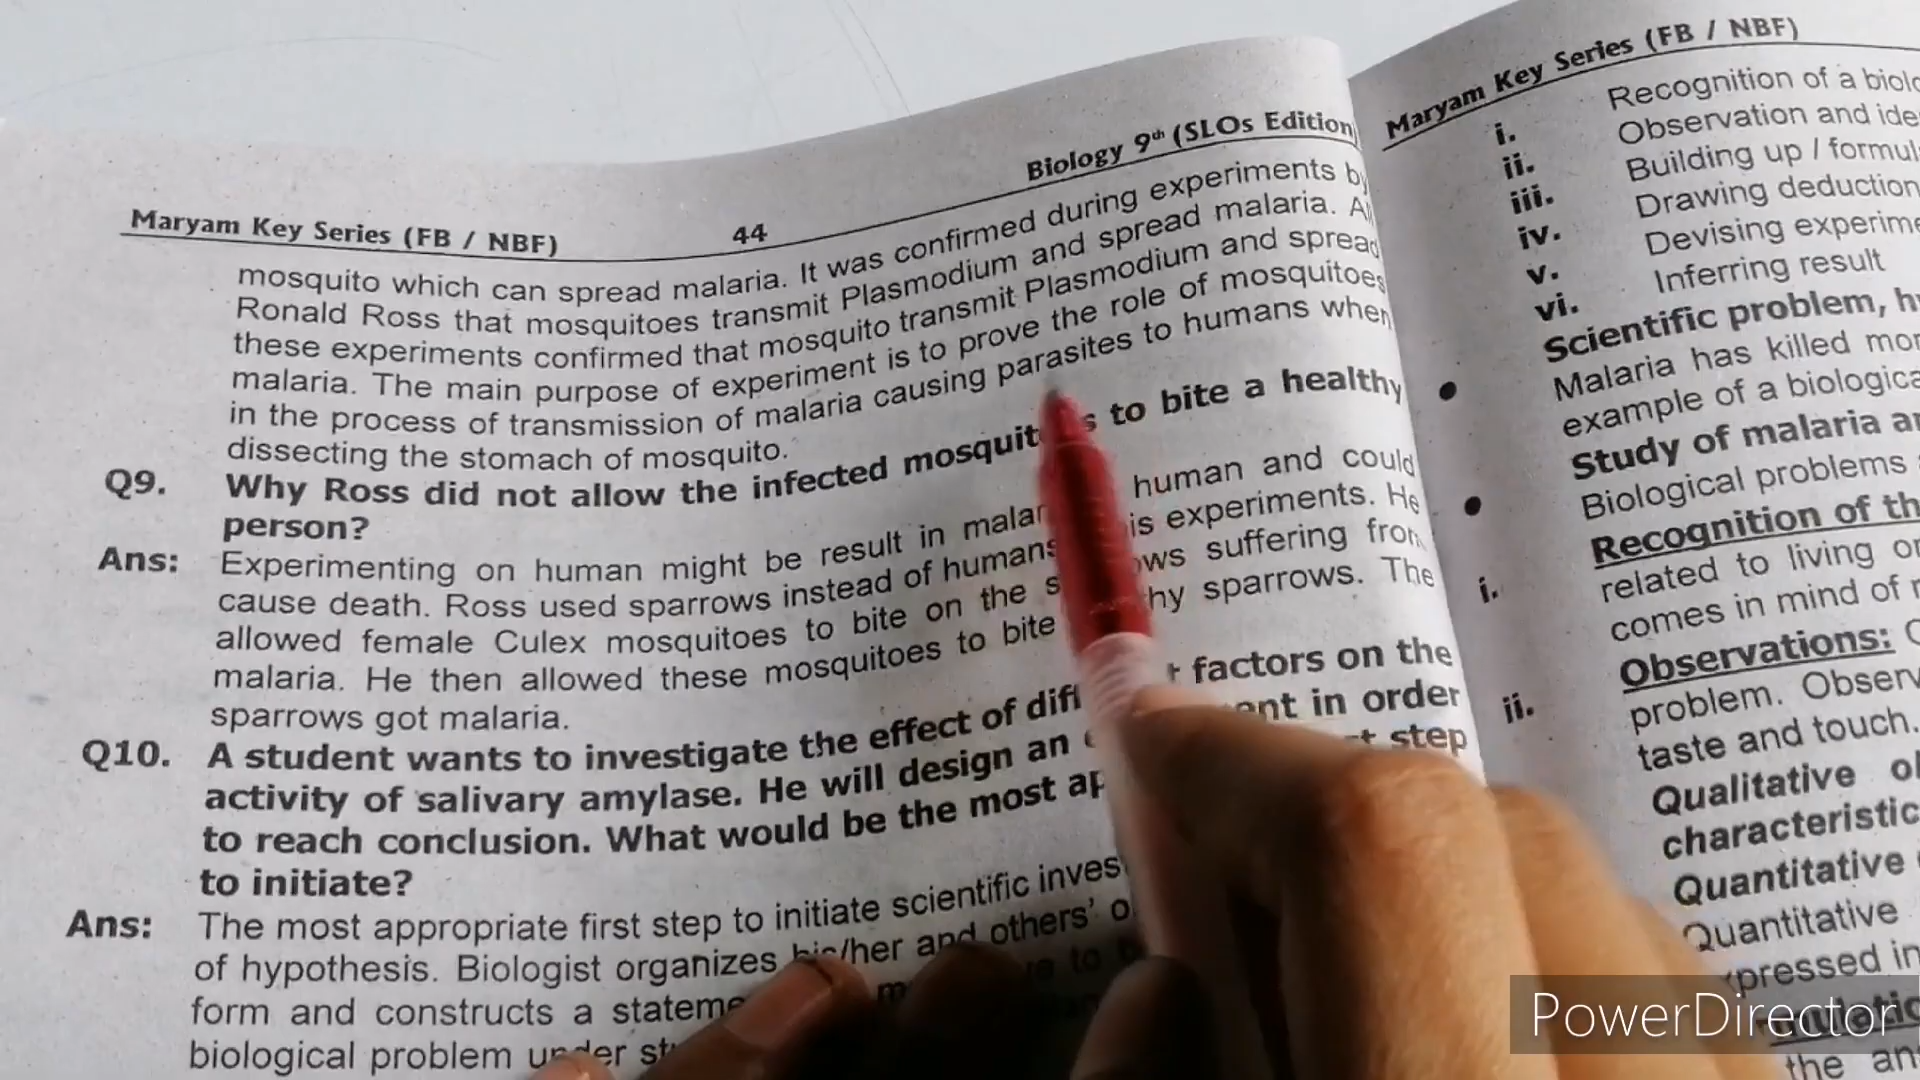 Maryam Key Series (FB / NBF) 44 Biology 9th (SLOs Edition)
mosquito which can spread malaria. It was confirmed during experiments by
Ronald Ross that mosquitoes transmit Plasmodium and spread malaria. All
these experiments confirmed that mosquito transmit Plasmodium and spread
malaria. The main purpose of experiment is to prove the role of mosquitoes
in the process of transmission of malaria causing parasites to humans when
dissecting the stomach of mosquito.
Q9. Why Ross did not allow the infected mosquitoes to bite a healthy
person?
Ans: Experimenting on human might be result in malar human and could
cause death. Ross used sparrows instead of humans is experiments. He
allowed female Culex mosquitoes to bite on the s ows suffering from
malaria. He then allowed these mosquitoes to bite hy sparrows. The
sparrows got malaria.
Q10. A student wants to investigate the effect of diff t factors on the
activity of salivary amylase. He will design an ent in order
to reach conclusion. What would be the most ap step
to initiate?
Ans: The most appropriate first step to initiate scientific inves
of hypothesis. Biologist organizes his/her and others'
form and constructs a stateme
biological problem under
Maryam Key Series (FB / NBF)
i. Recognition of a biolo
ii. Observation and ide
iii. Building up / formul
iv. Drawing deduction
v. Devising experime
vi. Inferring result
Scientific problem, hy
• Malaria has killed mor
example of a biologica
Study of malaria an
• Biological problems
Recognition of th
i. related to living or
comes in mind of
Observations:
ii. problem. Observ
taste and touch.
Qualitative
characteristic
Quantitative
Quantitative
xpressed in
the an
PowerDirector